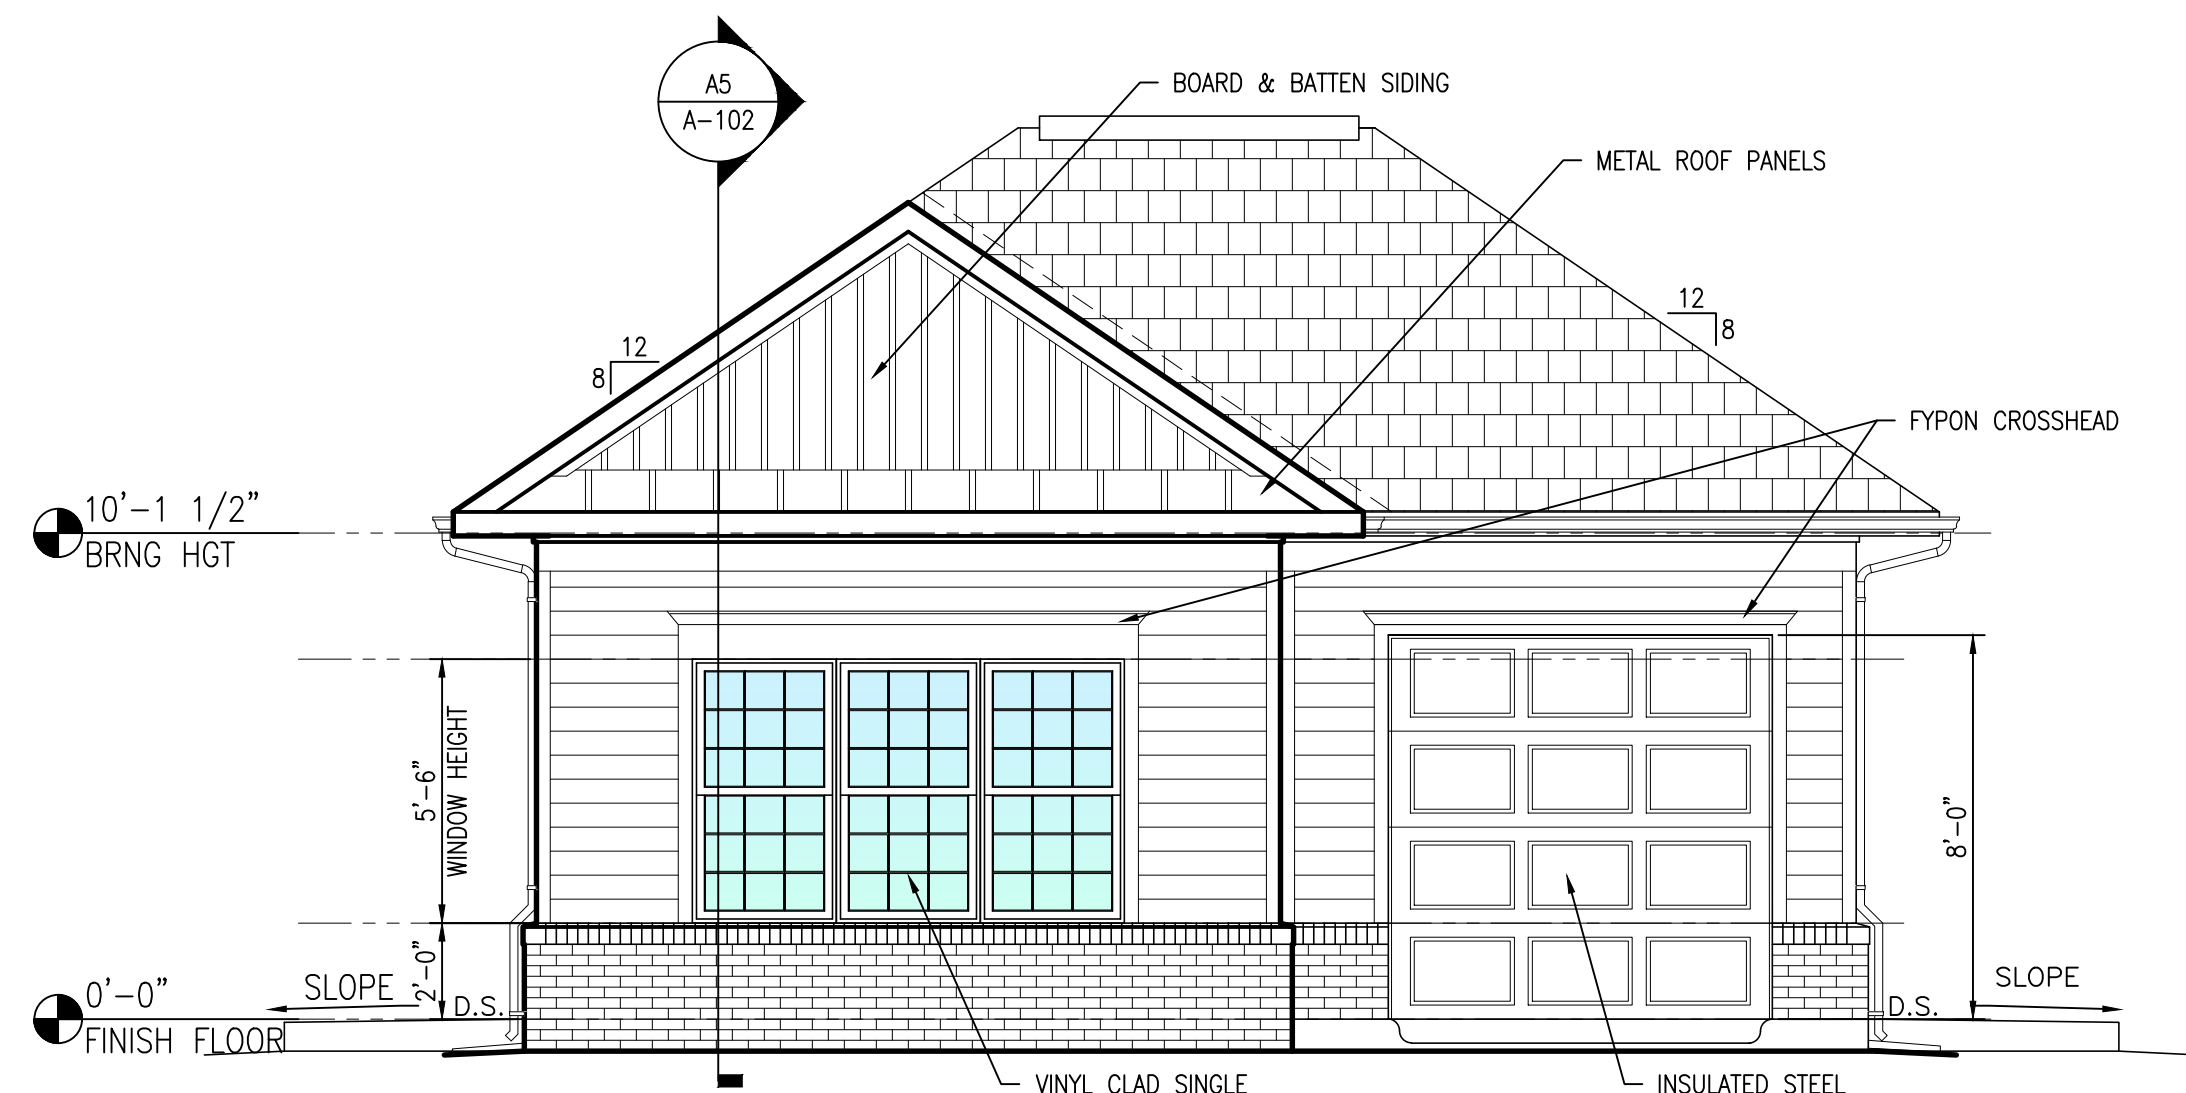 A5
A-102
BOARD & BATTEN SIDING
METAL ROOF PANELS
12
8
12
8
FYPON CROSSHEAD
10'-1 1/2"
BRNG HGT
5'-6"
WINDOW HEIGHT
8'-0"
2'-0"
SLOPE
SLOPE
0'-0"
D.S.
D.S.
FINISH FLOOR
VINYL CLAD SINGLE
INSULATED STEEL